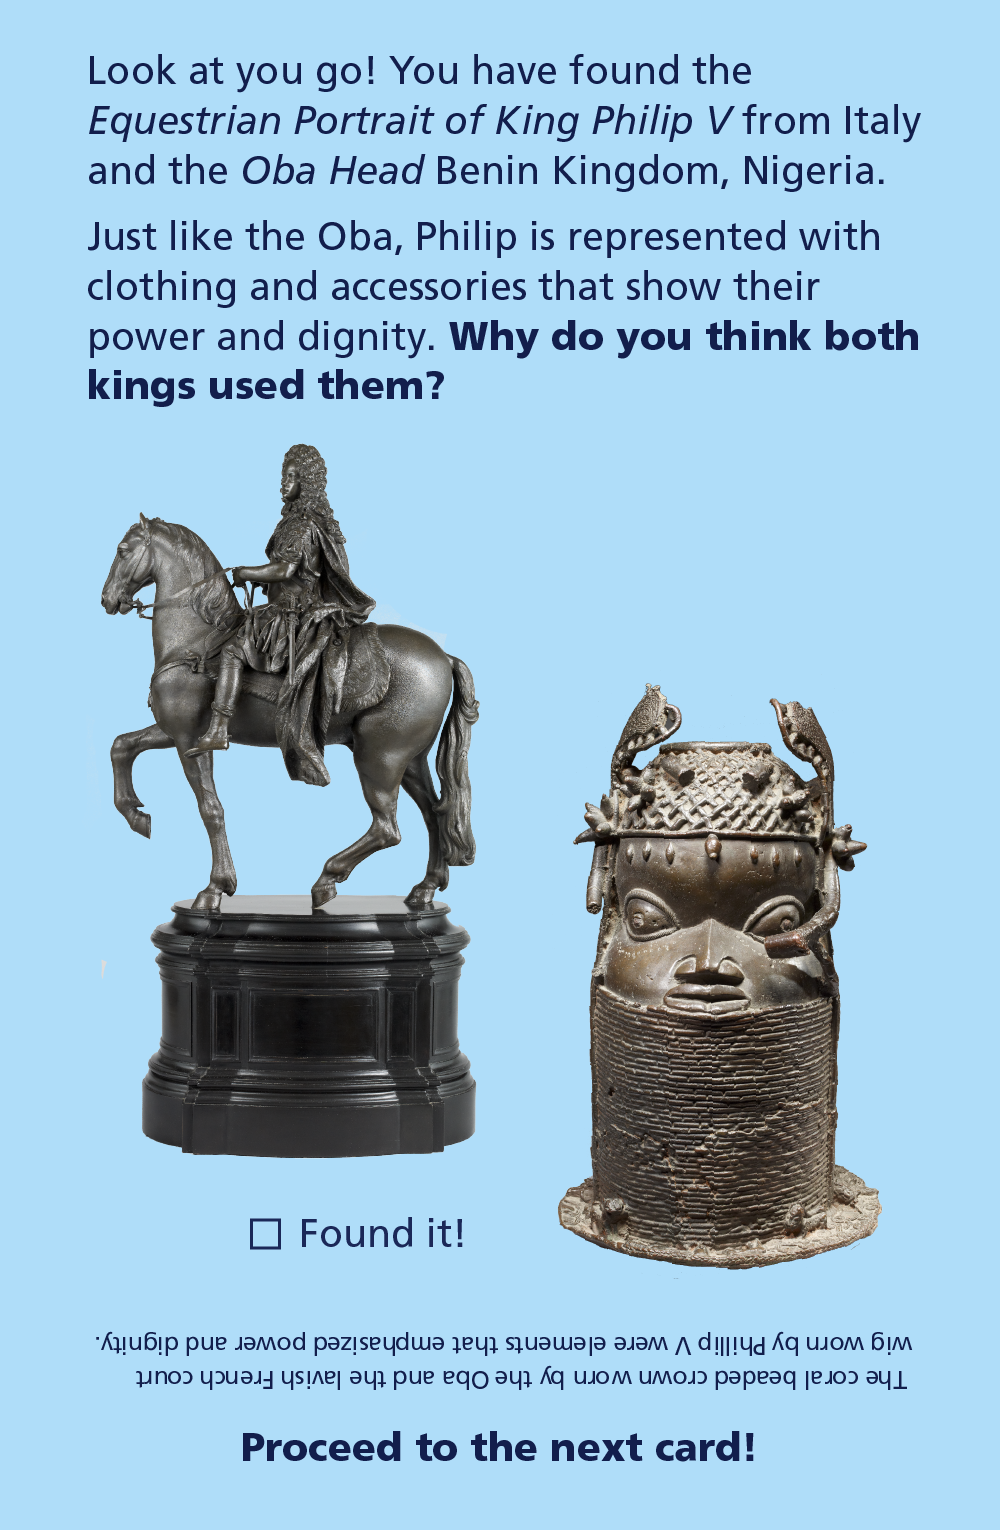 Look at you go! You have found the
Equestrian Portrait of King Philip V from Italy
and the Oba Head Benin Kingdom, Nigeria.
Just like the Oba, Philip is represented with
clothing and accessories that show their
power and dignity. Why do you think both
kings used them?
Found it!
The coral beaded crown worn by the Oba and the lavish French court
wig worn by Phillip V were elements that emphasized power and dignity.
Proceed to the next card!